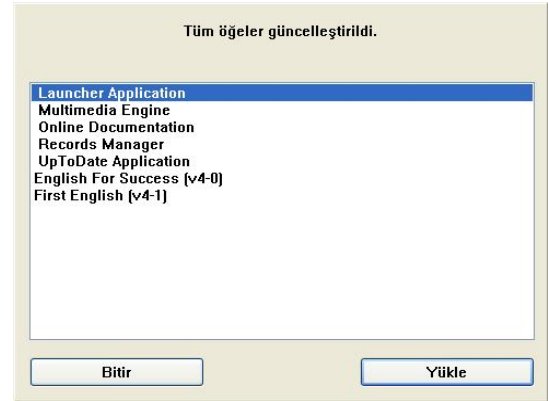 Tüm öğeler güncelleştirildi.
Launcher Application
Multimedia Engine
Online Documentation
Records Manager
UpToDate Application
English For Success (v4-0)
First English (v4-1)
Bitir
Yükle